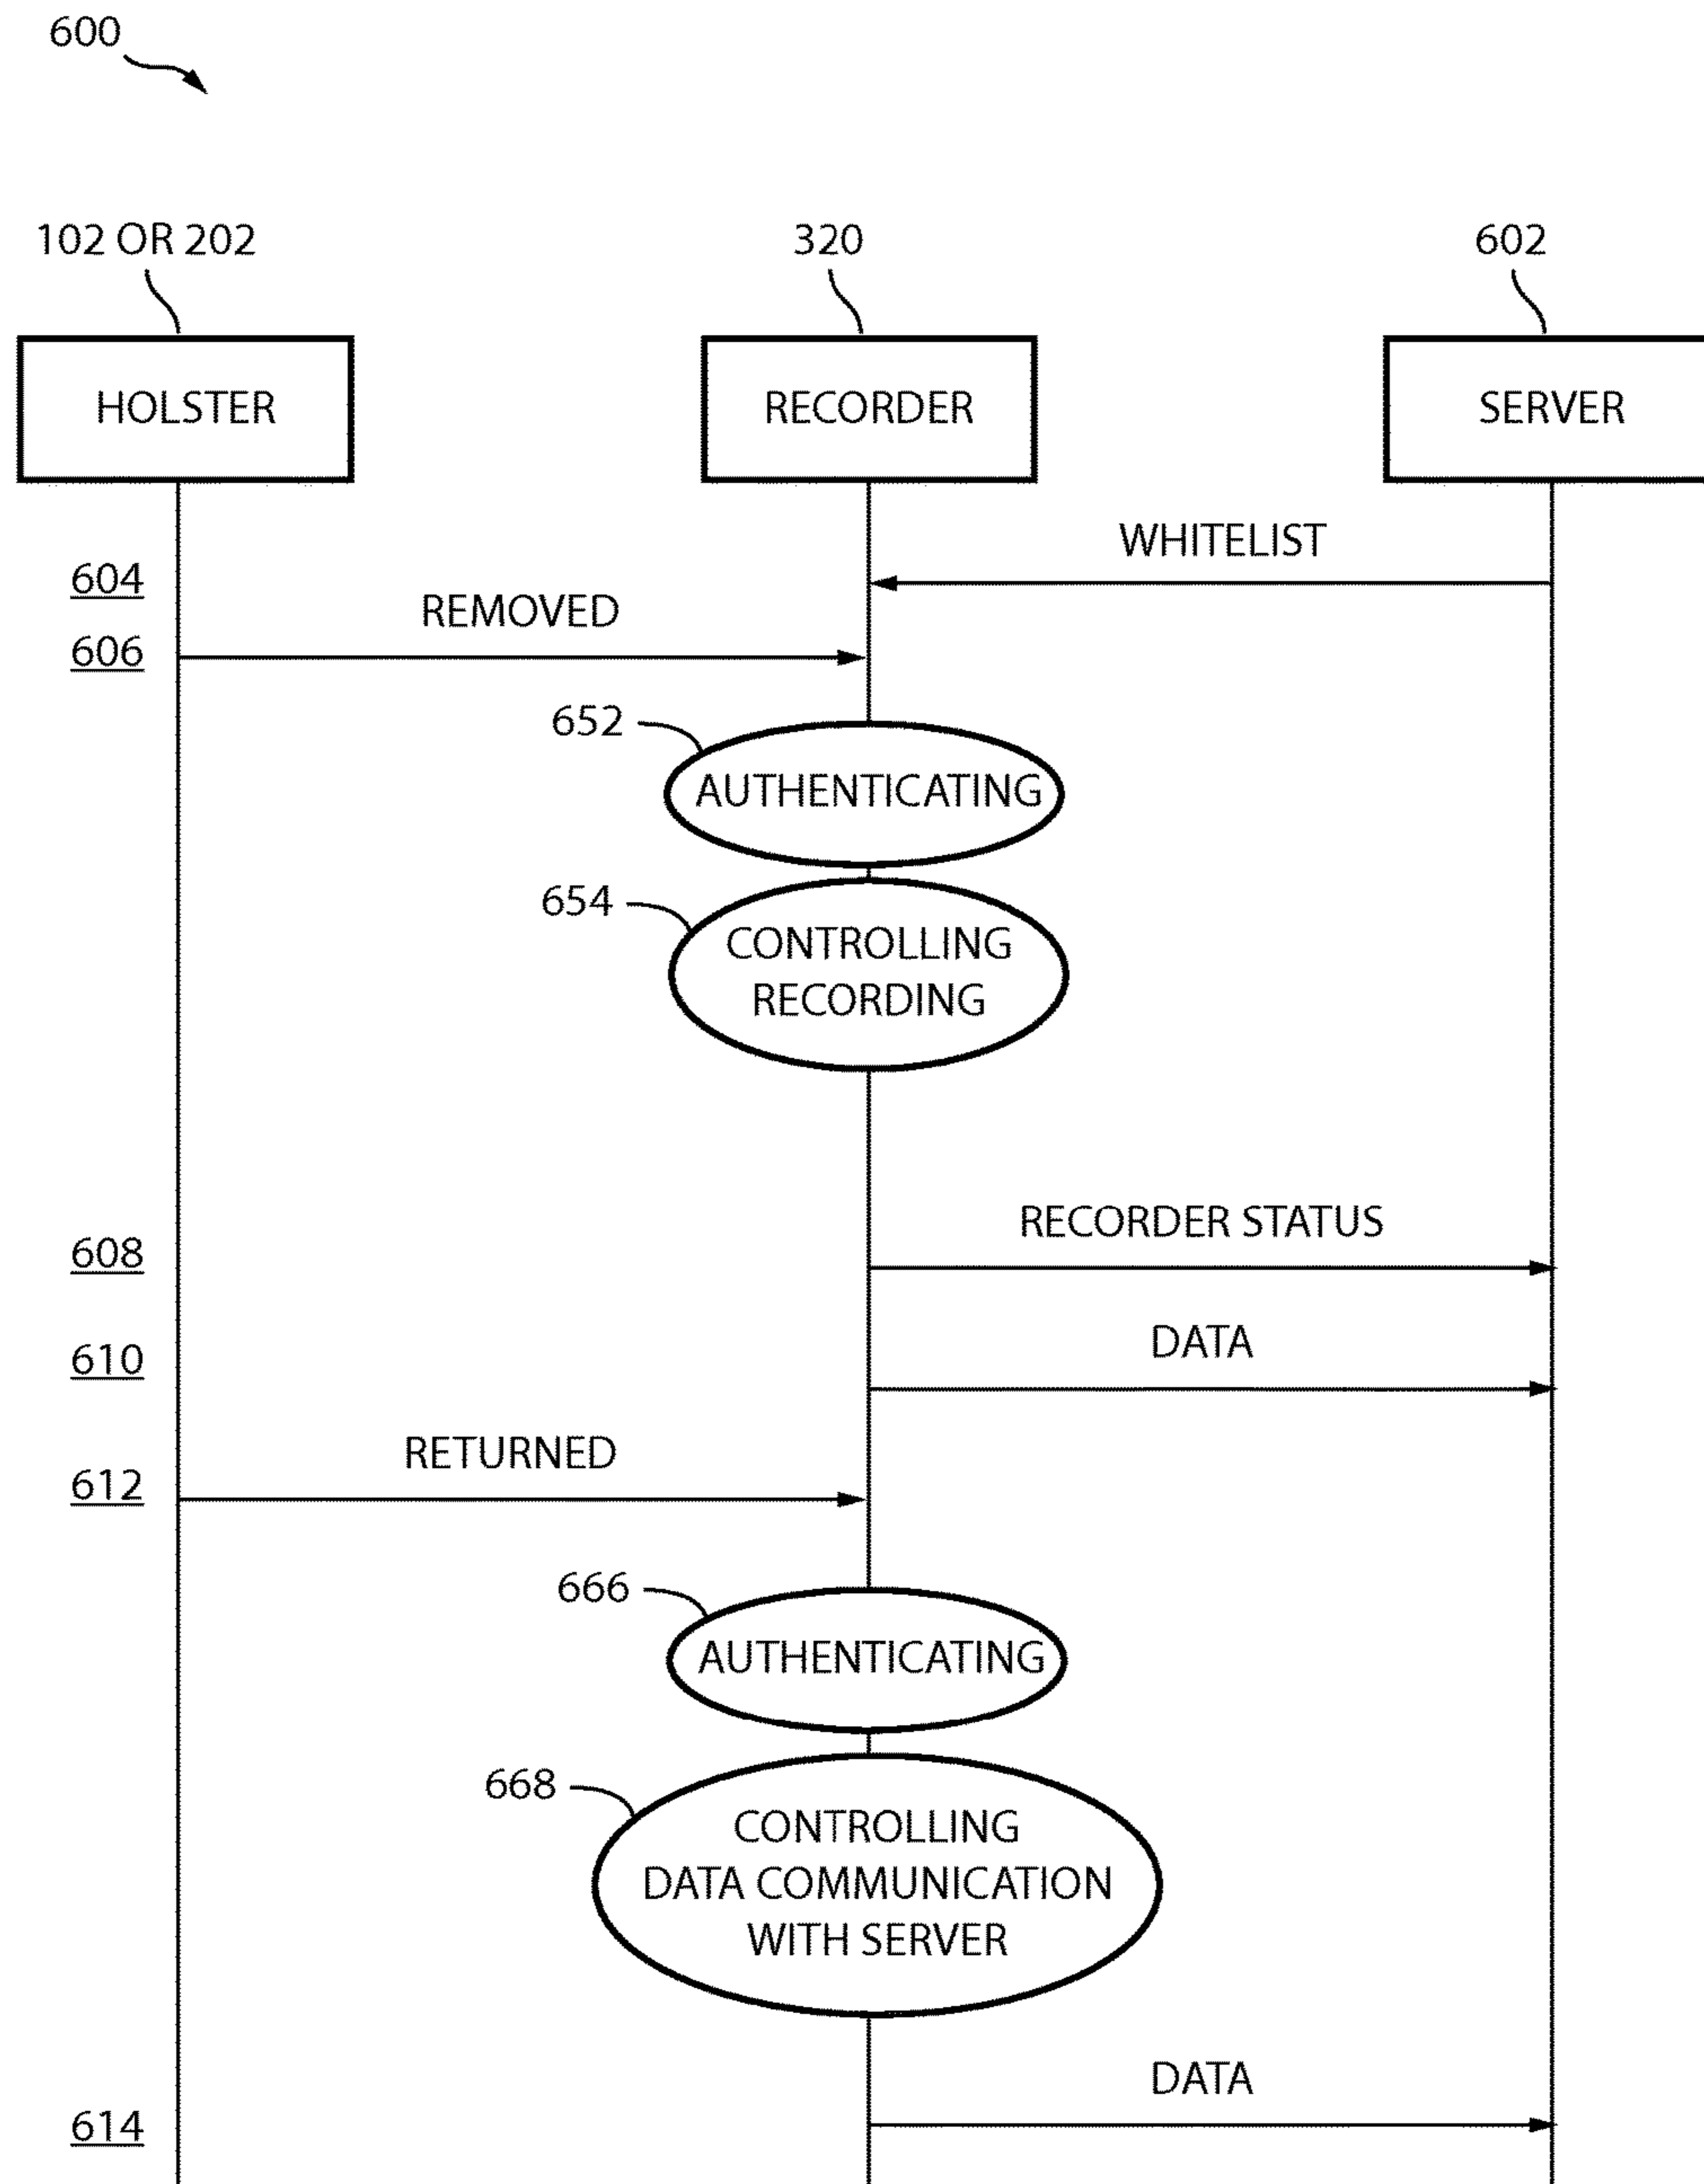 600
102 OR 202
320
602
HOLSTER
RECORDER
SERVER
WHITELIST
604
REMOVED
606
652
AUTHENTICATING
654
CONTROLLING
RECORDING
RECORDER STATUS
608
DATA
610
RETURNED
612
666
AUTHENTICATING
668
CONTROLLING
DATA COMMUNICATION
WITH SERVER
DATA
614